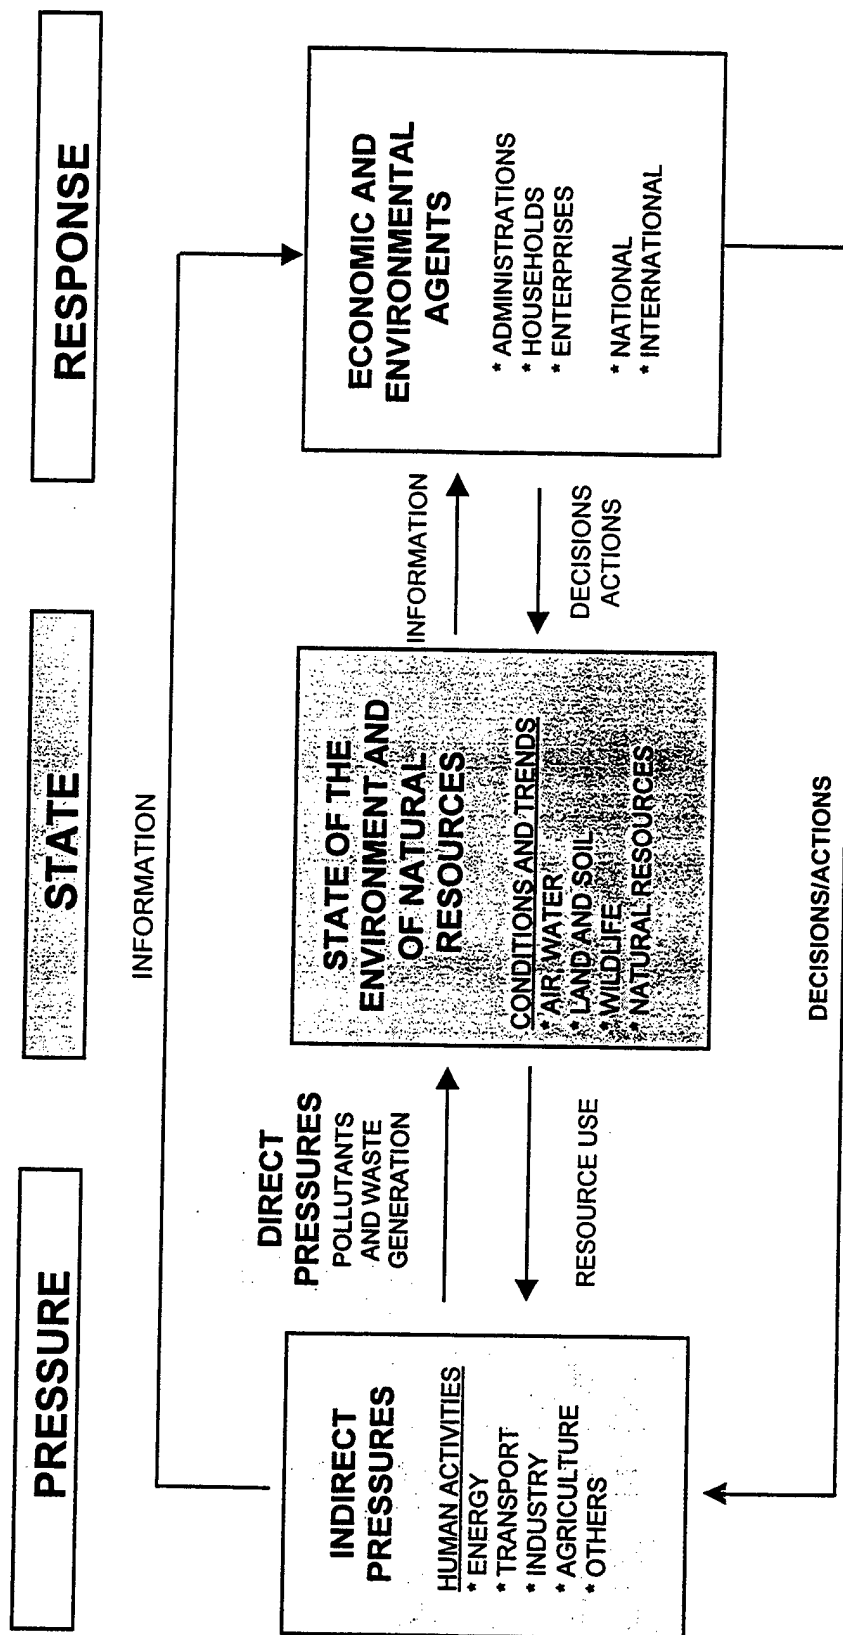 PRESSURE
STATE
RESPONSE
INFORMATION
INDIRECT
PRESSURES
HUMAN ACTIVITIES
* ENERGY
* TRANSPORT
* INDUSTRY
* AGRICULTURE
* OTHERS
DIRECT
PRESSURES
POLLUTANTS
AND WASTE
GENERATION
RESOURCE USE
STATE OF THE
ENVIRONMENT AND
OF NATURAL
RESOURCES
CONDITIONS AND TRENDS
* AIR, WATER
* LAND AND SOIL
* WILDLIFE
* NATURAL RESOURCES
INFORMATION
DECISIONS
ACTIONS
ECONOMIC AND
ENVIRONMENTAL
AGENTS
* ADMINISTRATIONS
* HOUSEHOLDS
* ENTERPRISES
* NATIONAL
* INTERNATIONAL
DECISIONS/ACTIONS